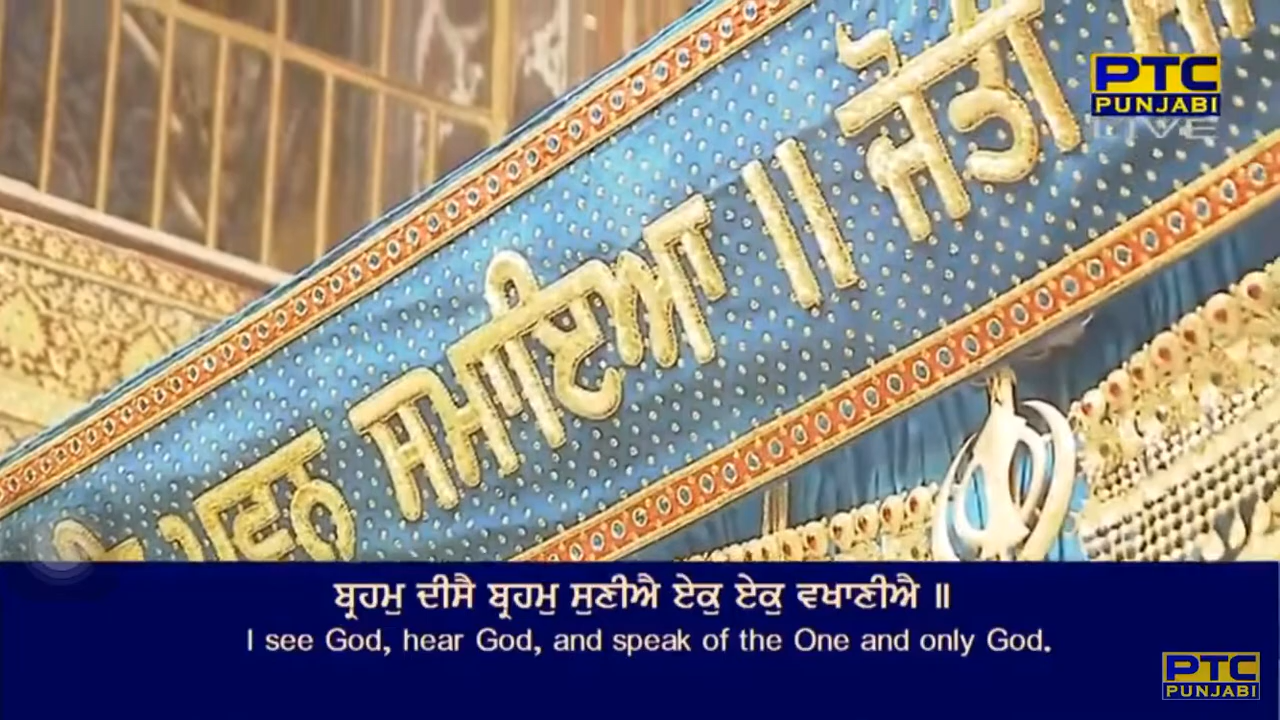 PTC
PUNJABI
LIVE
ਪਵਨ ਸਮਾਇਆ ॥ ਜੋਤੀ
ਬ੍ਰਹਮੁ ਦੀਸੈ ਬ੍ਰਹਮੁ ਸੁਣੀਐ ਏਕੁ ਏਕੁ ਵਖਾਣੀਐ ॥
I see God, hear God, and speak of the One and only God.
PTC
PUNJABI